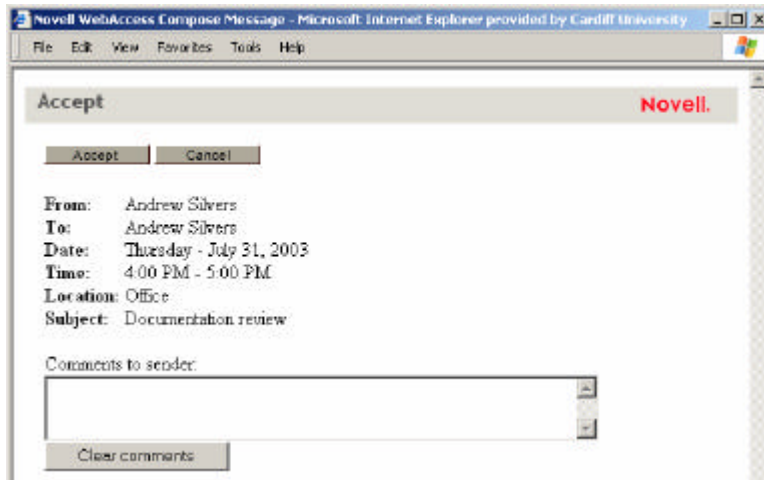 Novell WebAccess Compose Message - Microsoft Internet Explorer provided by Cardiff University
File Edit View Favorites Tools Help
Accept Novell.
Accept Cancel
From: Andrew Silvers
To: Andrew Silvers
Date: Thursday - July 31, 2003
Time: 4:00 PM - 5:00 PM
Location: Office
Subject: Documentation review
Comments to sender:
Clear comments